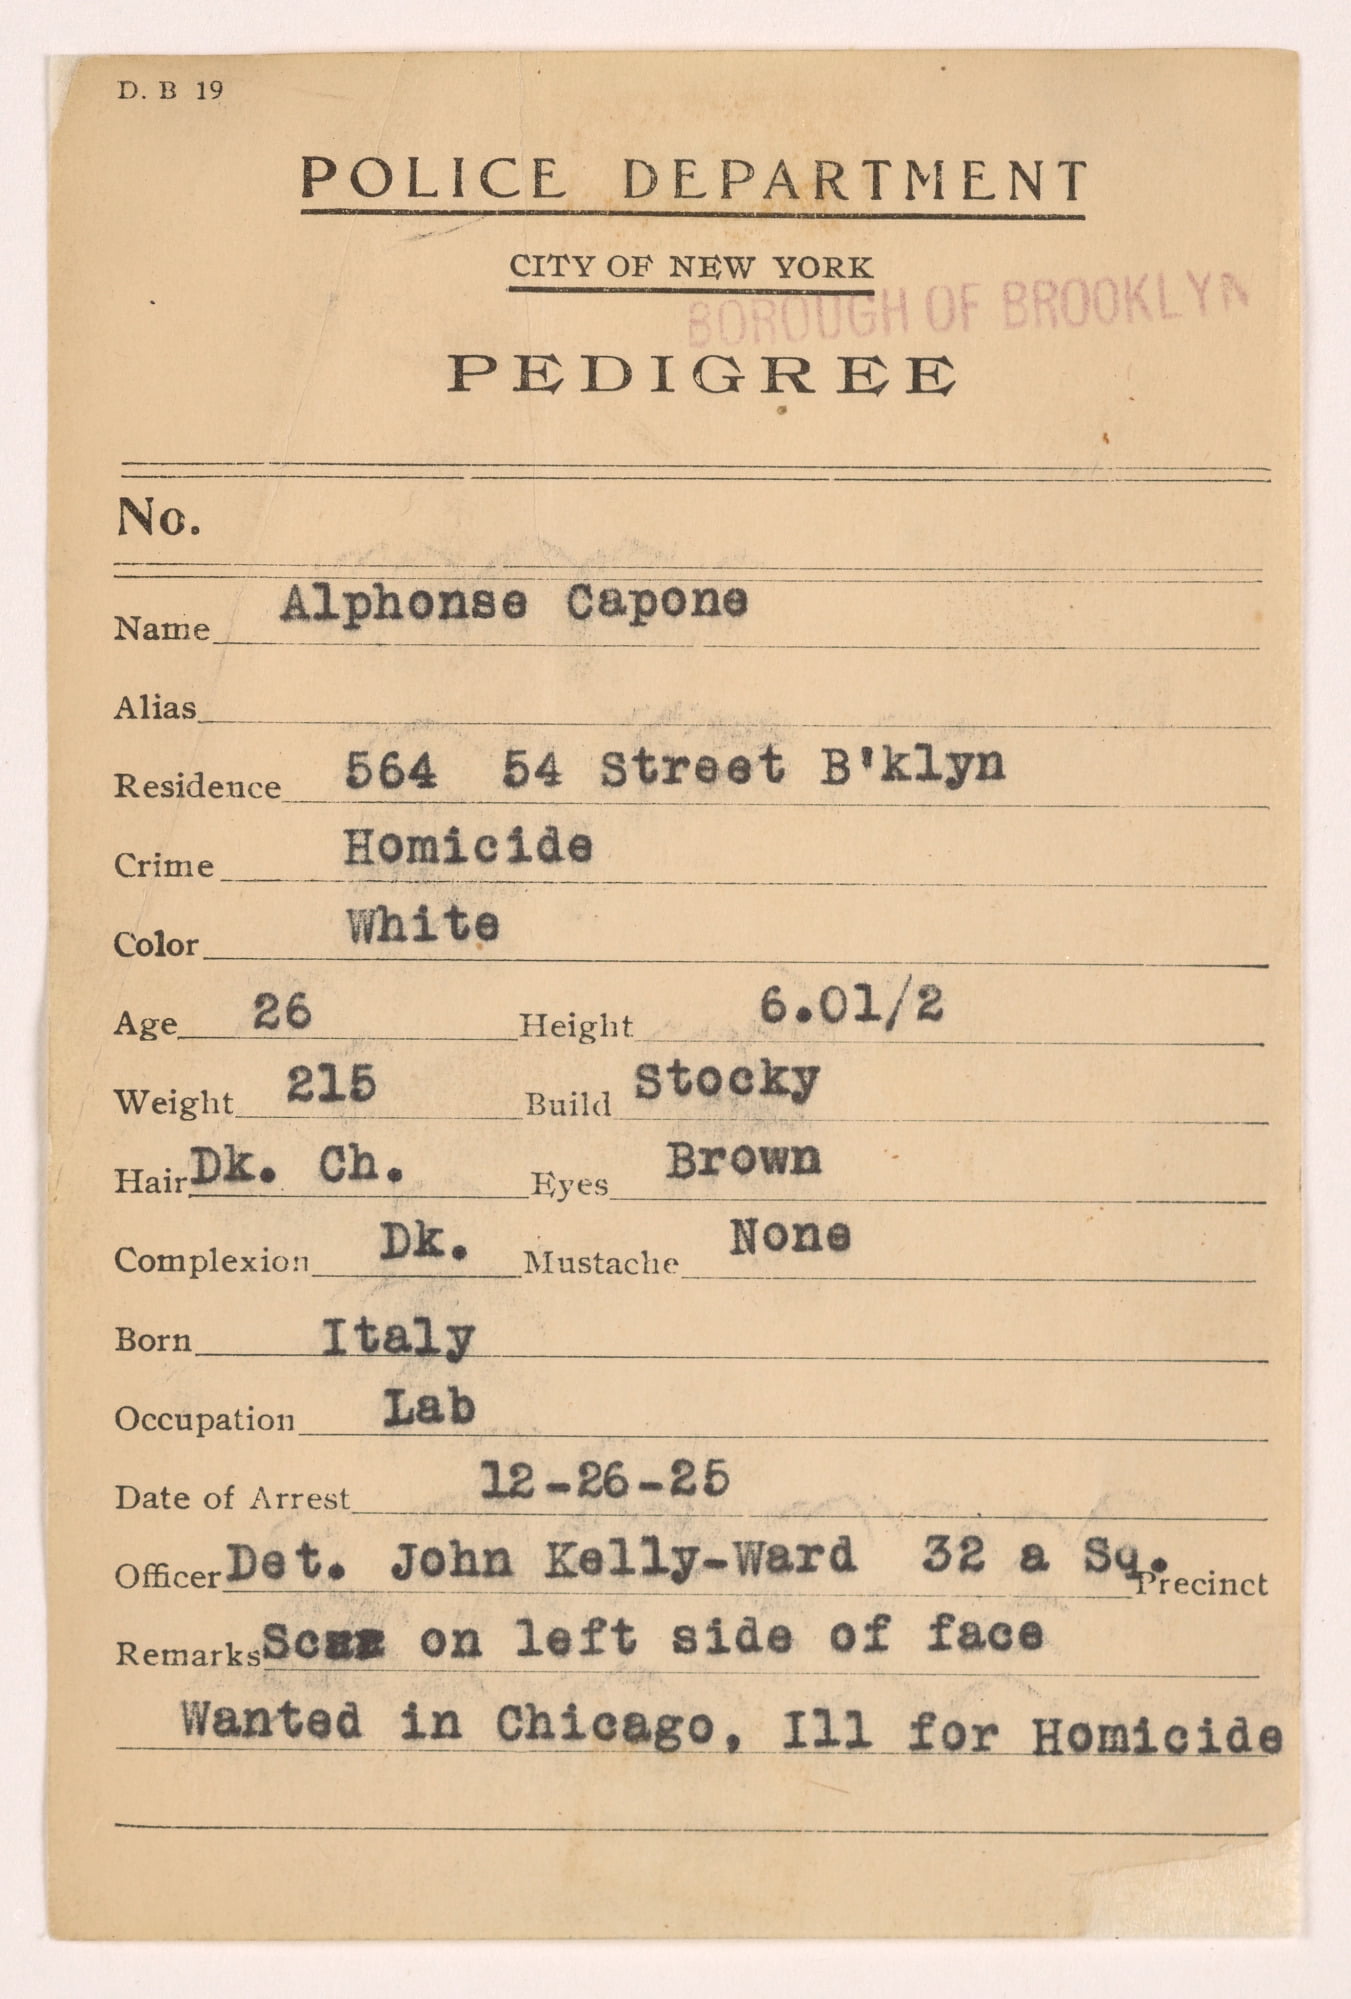 D. B 19
POLICE DEPARTMENT
CITY OF NEW YORK
BOROUGH OF BROOKLYN
PEDIGREE
No.
Name Alphonse Capone
Alias
Residence 564 54 Street B'klyn
Crime Homicide
Color White
Age 26 Height 6.01/2
Weight 215 Build Stocky
Hair Dk. Ch. Eyes Brown
Complexion Dk. Mustache None
Born Italy
Occupation Lab
Date of Arrest 12-26-25
Officer Det. John Kelly-Ward 32 a Sq. Precinct
Remarks Scar on left side of face
Wanted in Chicago, Ill for Homicide